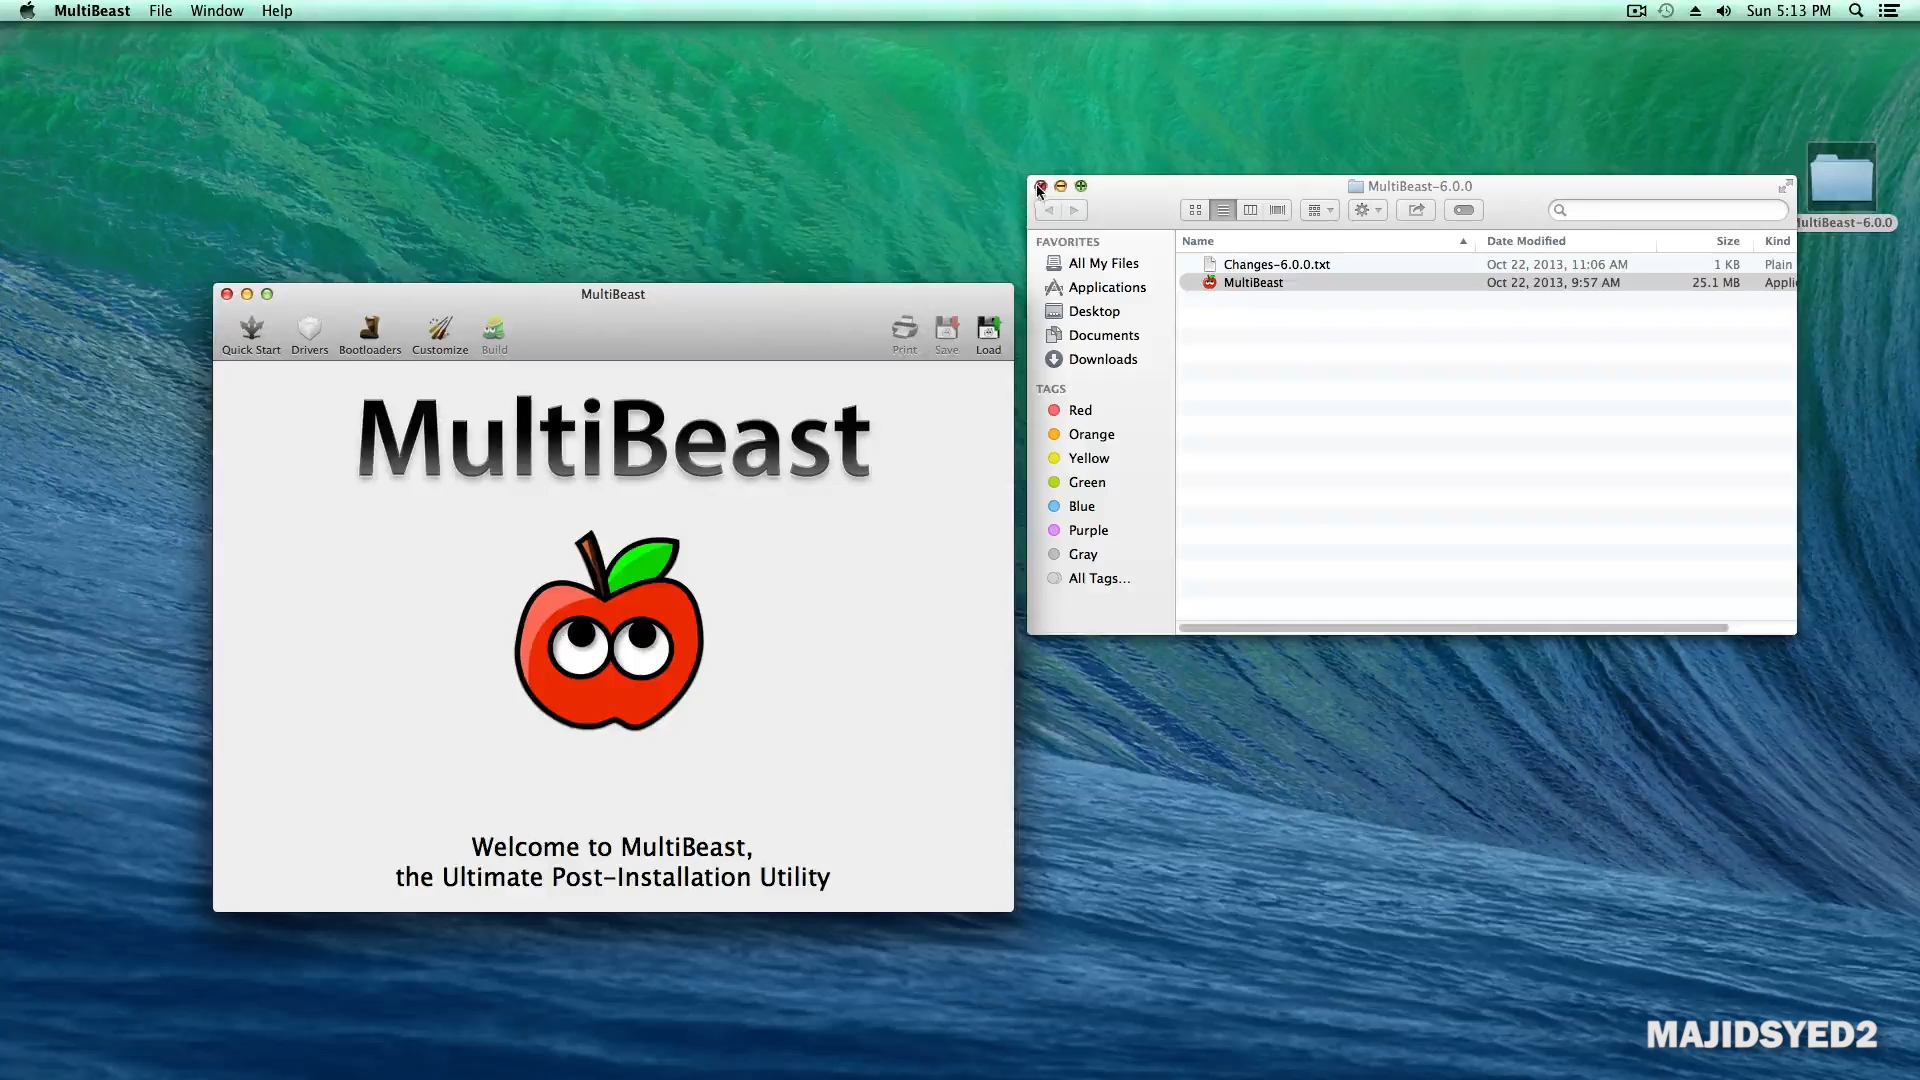 MultiBeast File Window Help
Sun 5:13 PM
MultiBeast-6.0.0
MultiBeast-6.0.0
FAVORITES
All My Files
Applications
Desktop
Documents
Downloads
TAGS
Red
Orange
Yellow
Green
Blue
Purple
Gray
All Tags...
Name Date Modified Size Kind
Changes-6.0.0.txt Oct 22, 2013, 11:06 AM 1 KB Plain
MultiBeast Oct 22, 2013, 9:57 AM 25.1 MB Appli
MultiBeast
Quick Start Drivers Bootloaders Customize Build Print Save Load
MultiBeast
Welcome to MultiBeast,
the Ultimate Post-Installation Utility
MAJIDSYED2